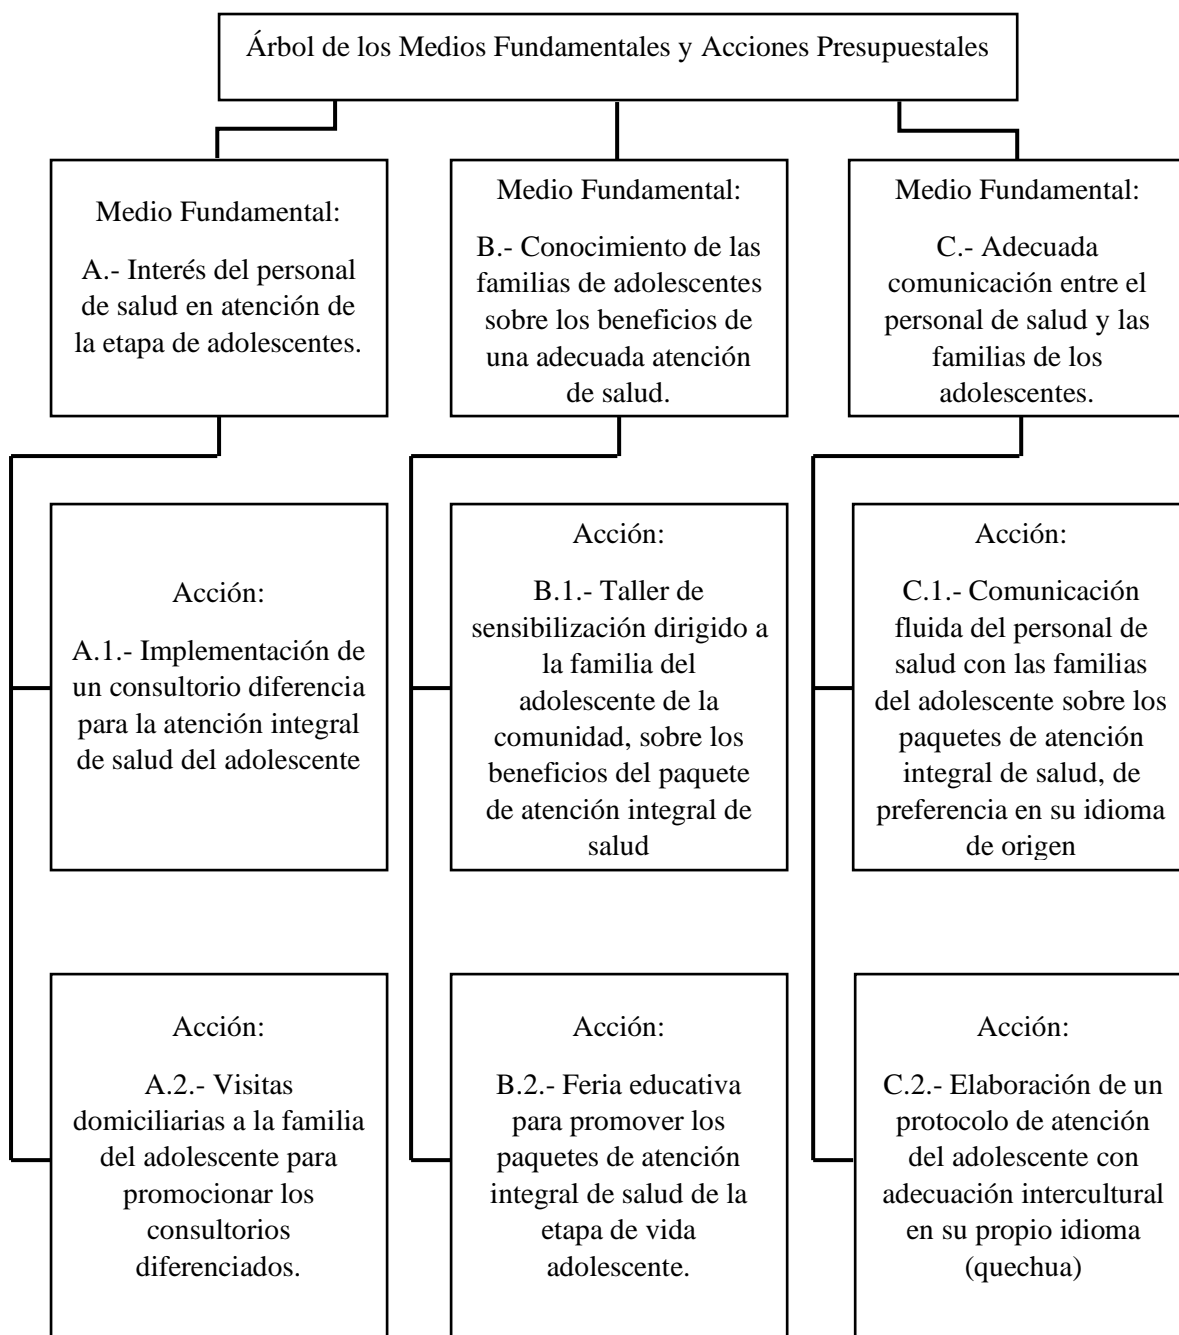 Árbol de los Medios Fundamentales y Acciones Presupuestales
Medio Fundamental:
A.- Interés del personal
de salud en atención de
la etapa de adolescentes.
Medio Fundamental:
B.- Conocimiento de las
familias de adolescentes
sobre los beneficios de
una adecuada atención
de salud.
Medio Fundamental:
C.- Adecuada
comunicación entre el
personal de salud y las
familias de los
adolescentes.
Acción:
A.1.- Implementación de
un consultorio diferencia
para la atención integral
de salud del adolescente
Acción:
B.1.- Taller de
sensibilización dirigido a
la familia del
adolescente de la
comunidad, sobre los
beneficios del paquete
de atención integral de
salud
Acción:
C.1.- Comunicación
fluida del personal de
salud con las familias
del adolescente sobre los
paquetes de atención
integral de salud, de
preferencia en su idioma
de origen
Acción:
A.2.- Visitas
domiciliarias a la familia
del adolescente para
promocionar los
consultorios
diferenciados.
Acción:
B.2.- Feria educativa
para promover los
paquetes de atención
integral de salud de la
etapa de vida
adolescente.
Acción:
C.2.- Elaboración de un
protocolo de atención
del adolescente con
adecuación intercultural
en su propio idioma
(quechua)